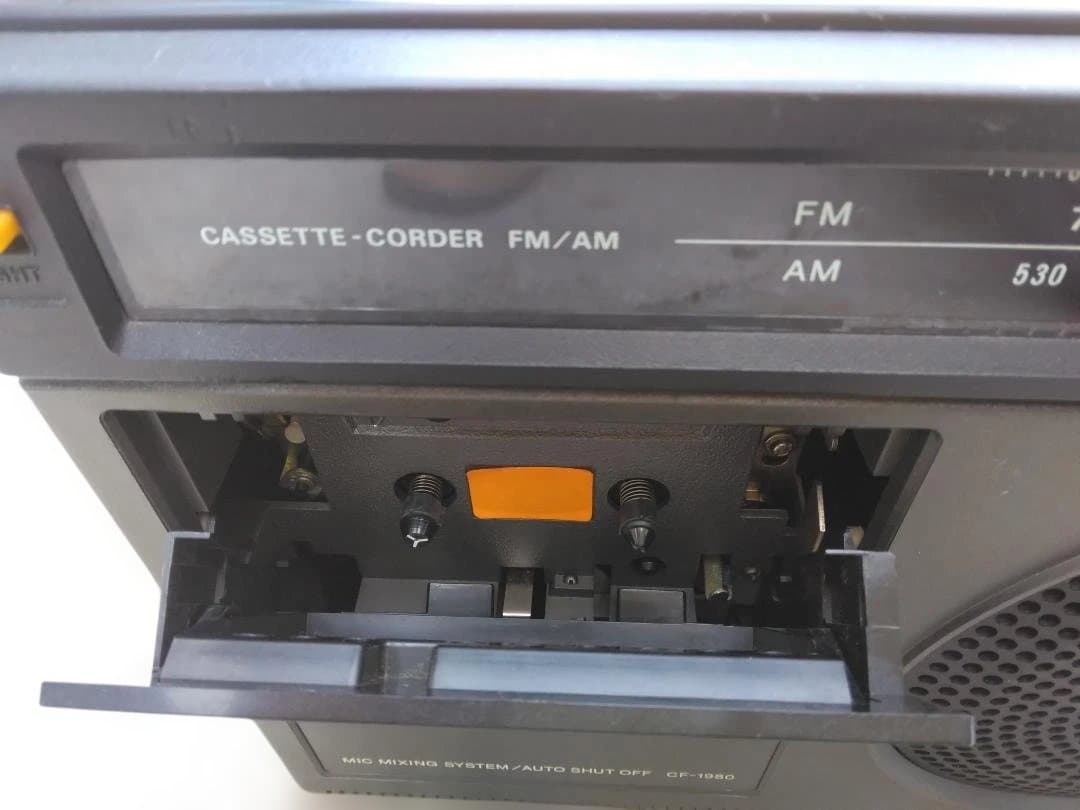 CASSETTE-CORDER FM/AM
FM
AM 530
MIC MIXING SYSTEM/AUTO SHUT OFF CF-1980